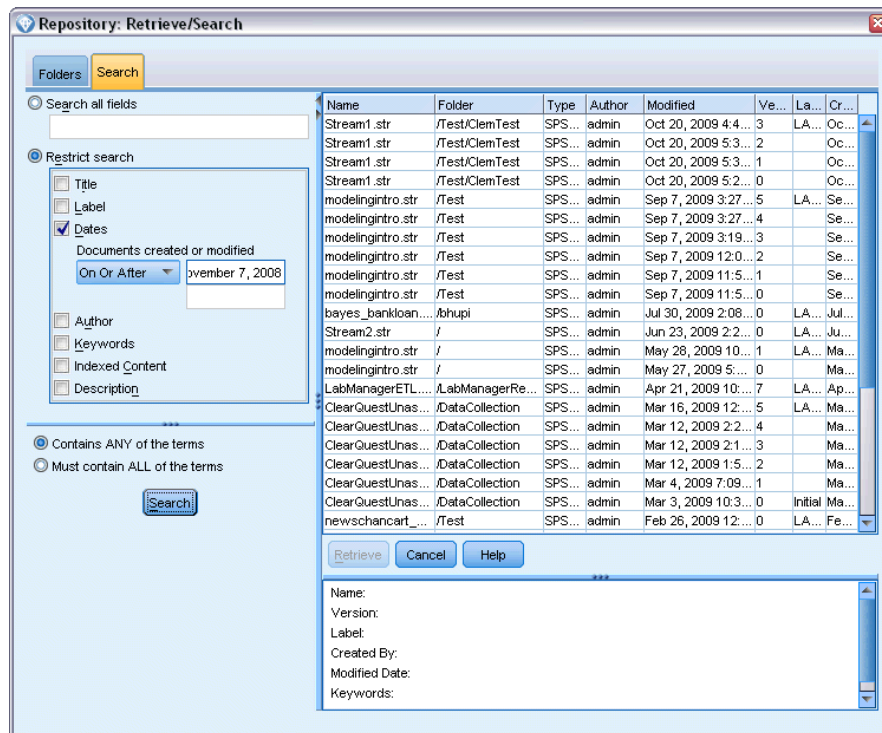 Repository: Retrieve/Search
Folders
Search
Search all fields
Restrict search
Title
Label
Dates
Documents created or modified
On Or After
ovember 7, 2008
Author
Keywords
Indexed Content
Description
Contains ANY of the terms
Must contain ALL of the terms
Search
Name Folder Type Author Modified Ve... La... Cr...
Stream1.str /Test/ClemTest SPS... admin Oct 20, 2009 4:4... 3 LA... Oc...
Stream1.str /Test/ClemTest SPS... admin Oct 20, 2009 5:3... 2 Oc...
Stream1.str /Test/ClemTest SPS... admin Oct 20, 2009 5:3... 1 Oc...
Stream1.str /Test/ClemTest SPS... admin Oct 20, 2009 5:2... 0 Oc...
modelingintro.str /Test SPS... admin Sep 7, 2009 3:27... 5 LA... Se...
modelingintro.str /Test SPS... admin Sep 7, 2009 3:27... 4 Se...
modelingintro.str /Test SPS... admin Sep 7, 2009 3:19... 3 Se...
modelingintro.str /Test SPS... admin Sep 7, 2009 12:0... 2 Se...
modelingintro.str /Test SPS... admin Sep 7, 2009 11:5... 1 Se...
modelingintro.str /Test SPS... admin Sep 7, 2009 11:5... 0 Se...
bayes_bankloan.... /bhupi SPS... admin Jul 30, 2009 2:08... 0 LA... Jul...
Stream2.str / SPS... admin Jun 23, 2009 2:2... 0 LA... Ju...
modelingintro.str / SPS... admin May 28, 2009 10... 1 LA... Ma...
modelingintro.str / SPS... admin May 27, 2009 5:... 0 Ma...
LabManagerETL.... /LabManagerRe... SPS... admin Apr 21, 2009 10:... 7 LA... Ap...
ClearQuestUnas... /DataCollection SPS... admin Mar 16, 2009 12:... 5 LA... Ma...
ClearQuestUnas... /DataCollection SPS... admin Mar 12, 2009 2:2... 4 Ma...
ClearQuestUnas... /DataCollection SPS... admin Mar 12, 2009 2:1... 3 Ma...
ClearQuestUnas... /DataCollection SPS... admin Mar 12, 2009 1:5... 2 Ma...
ClearQuestUnas... /DataCollection SPS... admin Mar 4, 2009 7:09... 1 Ma...
ClearQuestUnas... /DataCollection SPS... admin Mar 3, 2009 10:3... 0 Initial Ma...
newschancart_... /Test SPS... admin Feb 26, 2009 12:... 0 LA... Fe...
Retrieve
Cancel
Help
Name:
Version:
Label:
Created By:
Modified Date:
Keywords: